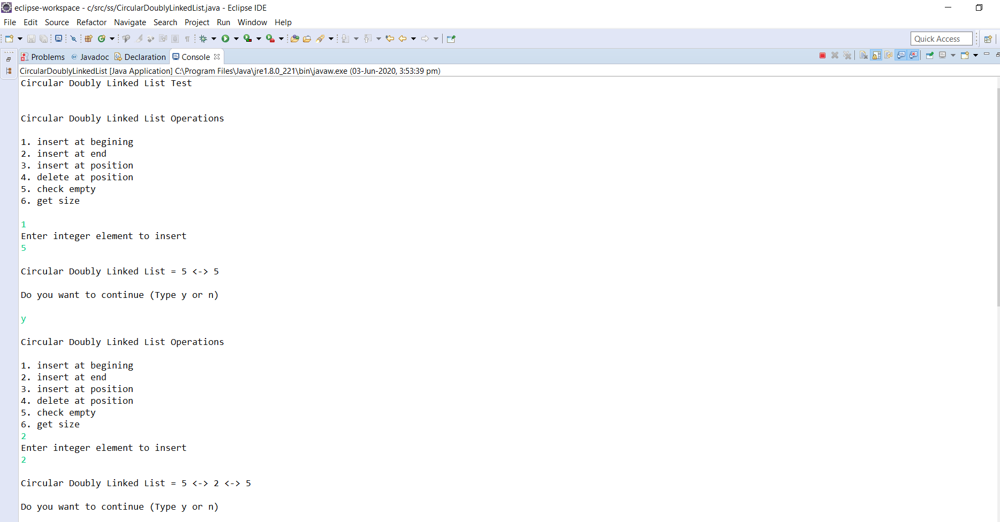 eclipse-workspace - c/src/ss/CircularDoublyLinkedList.java - Eclipse IDE
File Edit Source Refactor Navigate Search Project Run Window Help
Quick Access
Problems @ Javadoc Declaration Console
CircularDoublyLinkedList [Java Application] C:\Program Files\Java\jre1.8.0_221\bin\javaw.exe (03-Jun-2020, 3:53:39 pm)
Circular Doubly Linked List Test
Circular Doubly Linked List Operations
1. insert at begining
2. insert at end
3. insert at position
4. delete at position
5. check empty
6. get size
1
Enter integer element to insert
5
Circular Doubly Linked List = 5 <-> 5
Do you want to continue (Type y or n)
y
Circular Doubly Linked List Operations
1. insert at begining
2. insert at end
3. insert at position
4. delete at position
5. check empty
6. get size
2
Enter integer element to insert
2
Circular Doubly Linked List = 5 <-> 2 <-> 5
Do you want to continue (Type y or n)